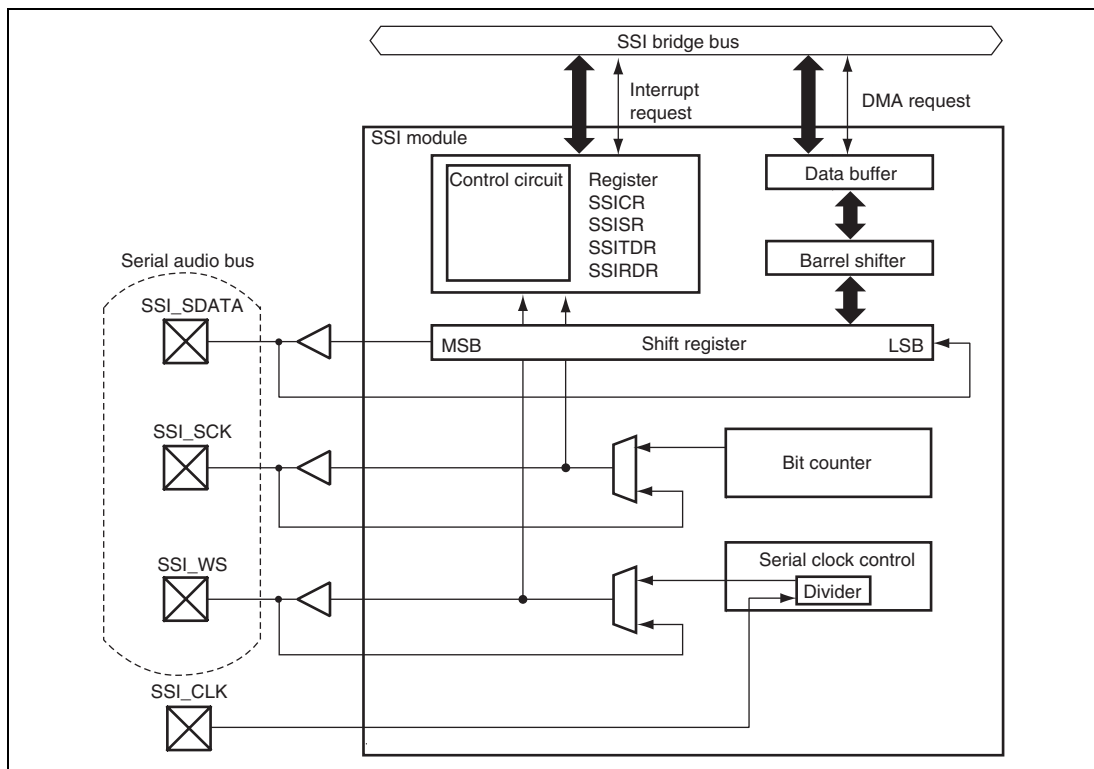 SSI bridge bus
Interrupt
request
DMA request
SSI module
Control circuit
Register
SSICR
SSISR
SSITDR
SSIRDR
Data buffer
Barrel shifter
Serial audio bus
SSI_SDATA
MSB
Shift register
LSB
SSI_SCK
Bit counter
SSI_WS
Serial clock control
Divider
SSI_CLK